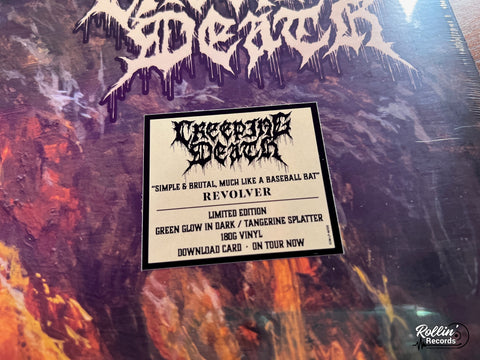 DEATH
CREEPING
DEATH
"SIMPLE & BRUTAL, MUCH LIKE A BASEBALL BAT"
REVOLVER
LIMITED EDITION
GREEN GLOW IN DARK / TANGERINE SPLATTER
180G VINYL
DOWNLOAD CARD · ON TOUR NOW
Rollin'
Records